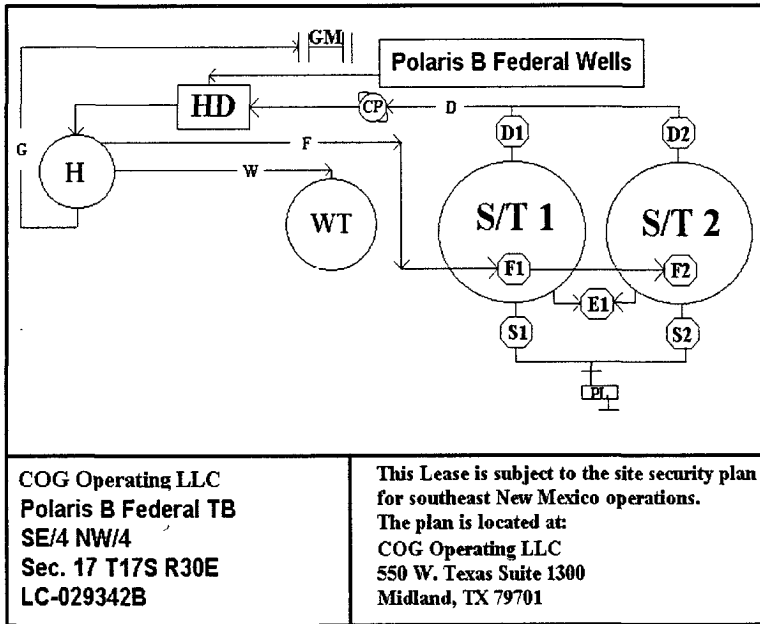 GM
Polaris B Federal Wells
HD
CP
D
D1
D2
G
H
F
W
WT
S/T 1
S/T 2
F1
F2
E1
S1
S2
PL
COG Operating LLC
Polaris B Federal TB
SE/4 NW/4
Sec. 17 T17S R30E
LC-029342B
This Lease is subject to the site security plan
for southeast New Mexico operations.
The plan is located at:
COG Operating LLC
550 W. Texas Suite 1300
Midland, TX 79701